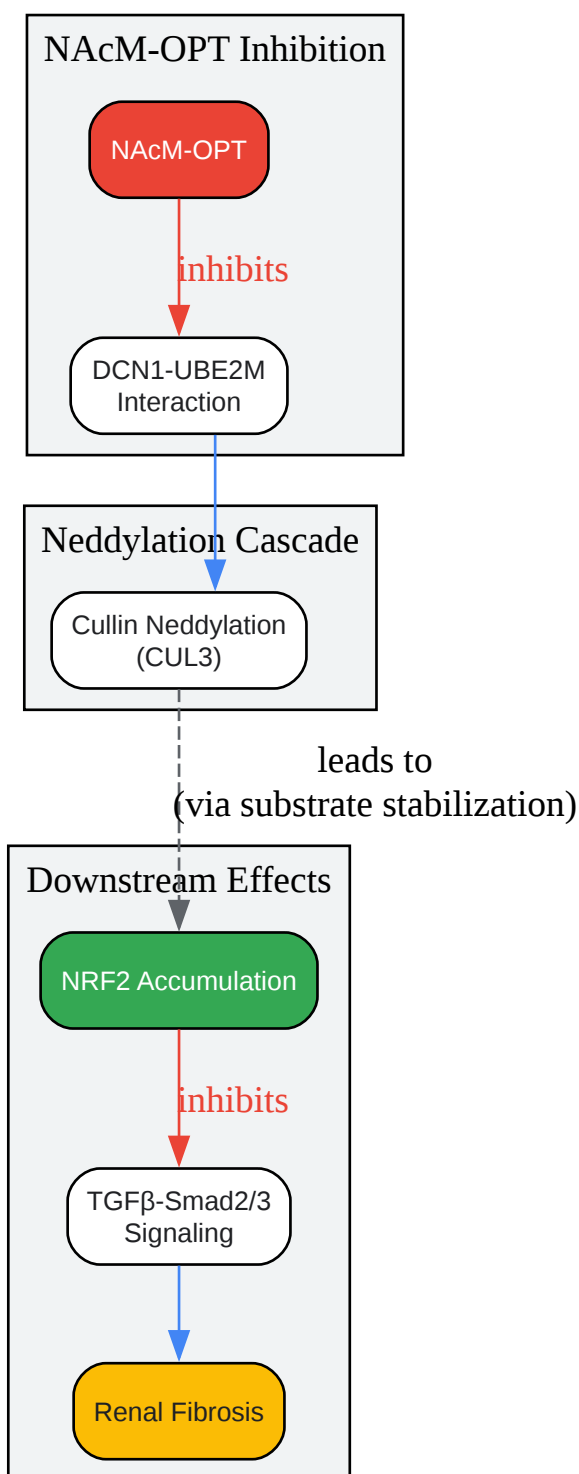 NAcM-OPT Inhibition
NAcM-OPT
inhibits
DCN1-UBE2M
Interaction
Neddylation Cascade
Cullin Neddylation
(CUL3)
leads to
(via substrate stabilization)
Downstream Effects
NRF2 Accumulation
inhibits
TGFβ-Smad2/3
Signaling
Renal Fibrosis